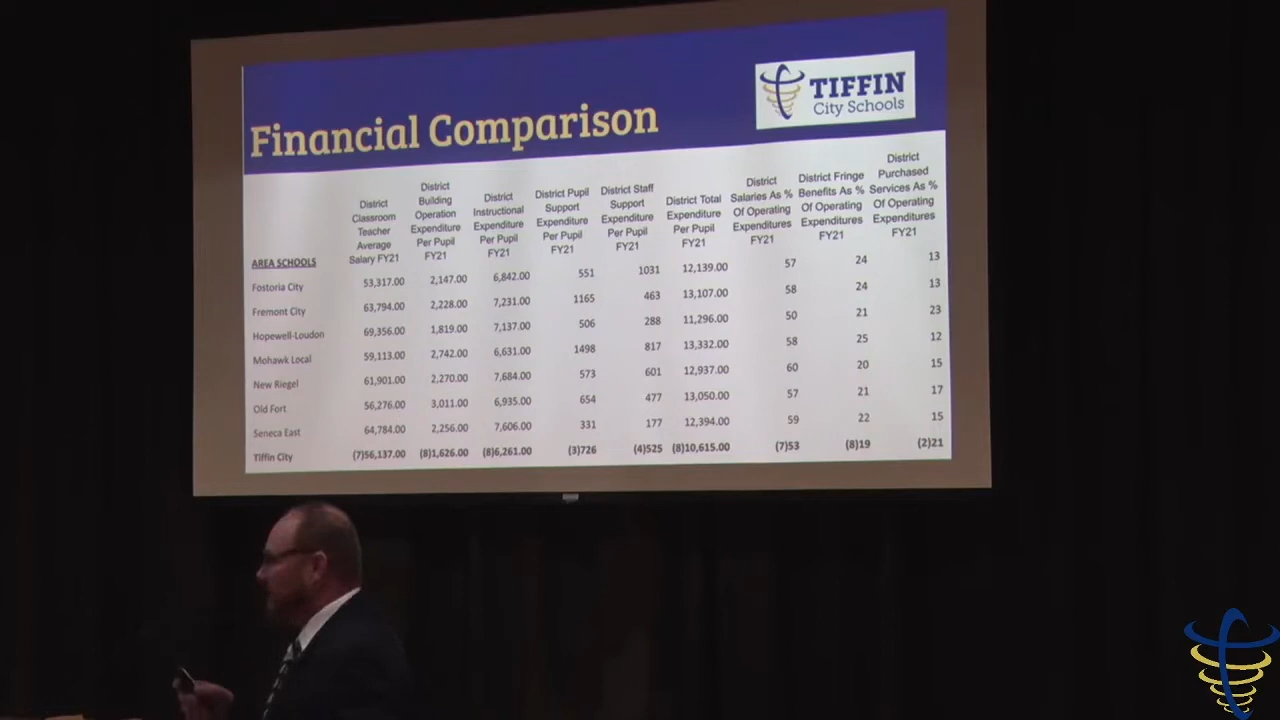 TIFFIN
City Schools
Financial Comparison
AREA SCHOOLS
District
Classroom
Teacher
Average
Salary FY21
District
Building
Operation
Expenditure
Per Pupil
FY21
District
Instructional
Expenditure
Per Pupil
FY21
District Pupil
Support
Expenditure
Per Pupil
FY21
District Staff
Support
Expenditure
Per Pupil
FY21
District Total
Expenditure
Per Pupil
FY21
District
Salaries As %
Of Operating
Expenditures
FY21
District Fringe
Benefits As %
Of Operating
Expenditures
FY21
District
Purchased
Services As %
Of Operating
Expenditures
FY21
Fostoria City 53,317.00 2,147.00 6,842.00 551 1031 12,139.00 57 24 13
Fremont City 63,794.00 2,228.00 7,231.00 1165 463 13,107.00 58 24 13
Hopewell-Loudon 69,356.00 1,819.00 7,137.00 506 288 11,296.00 50 21 23
Mohawk Local 59,113.00 2,742.00 6,631.00 1498 817 13,332.00 58 25 12
New Riegel 61,901.00 2,270.00 7,684.00 573 601 12,937.00 60 20 15
Old Fort 56,276.00 3,011.00 6,935.00 654 477 13,050.00 57 21 17
Seneca East 64,784.00 2,256.00 7,606.00 331 177 12,394.00 59 22 15
Tiffin City (7)56,137.00 (8)1,626.00 (8)6,261.00 (3)726 (4)525 (8)10,615.00 (7)53 (8)19 (2)21